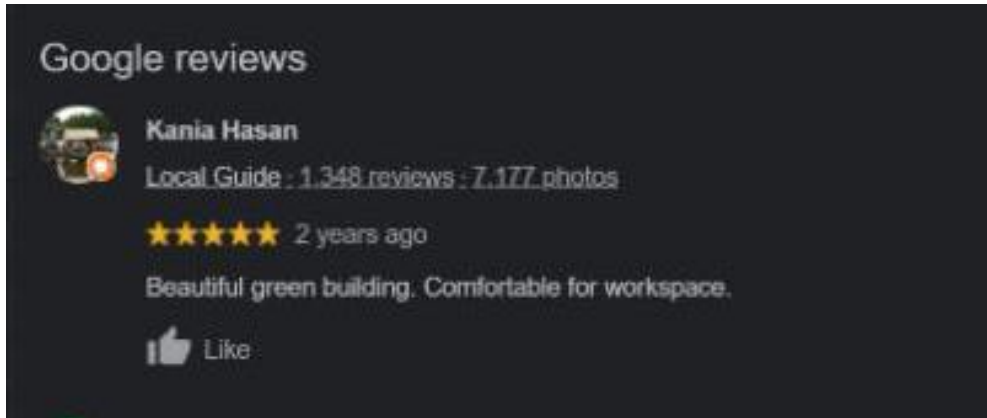 Google reviews
Kania Hasan
Local Guide · 1.348 reviews · 7.177 photos
2 years ago
Beautiful green building. Comfortable for workspace.
Like